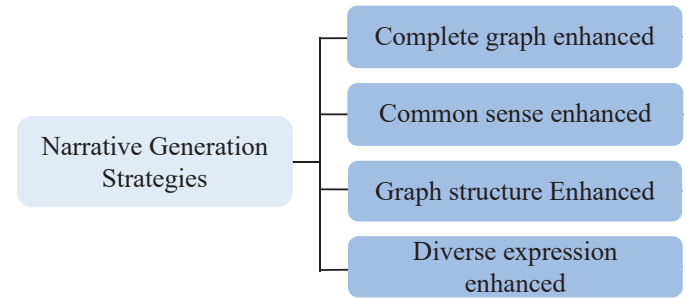 Complete graph enhanced
Common sense enhanced
Narrative Generation
Strategies
Graph structure Enhanced
Diverse expression
enhanced